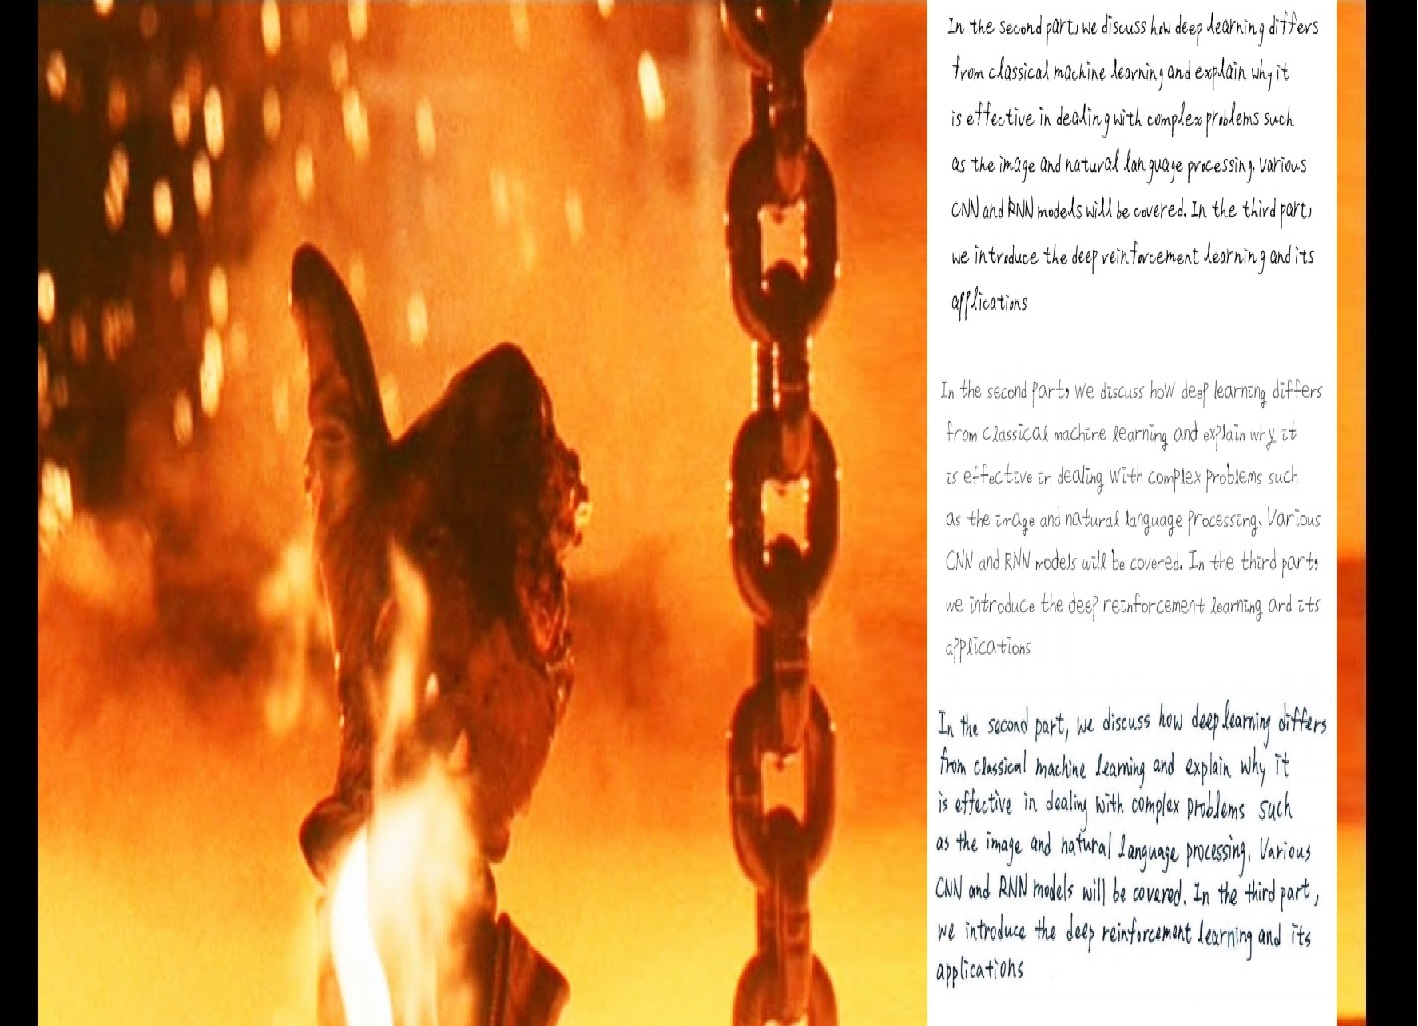 In the second part, we discuss how deep learning differs
from classical machine learning and explain why it
is effective in dealing with complex problems such
as the image and natural language processing. Various
CNN and RNN models will be covered. In the third part,
we introduce the deep reinforcement learning and its
applications
In the second part, we discuss how deep learning differs
from classical machine learning and explain why it
is effective in dealing with complex problems such
as the image and natural language processing. Various
CNN and RNN models will be covered. In the third part,
we introduce the deep reinforcement learning and its
applications
In the second part, we discuss how deep learning differs
from classical machine learning and explain why it
is effective in dealing with complex problems such
as the image and natural language processing. Various
CNN and RNN models will be covered. In the third part,
we introduce the deep reinforcement learning and its
applications